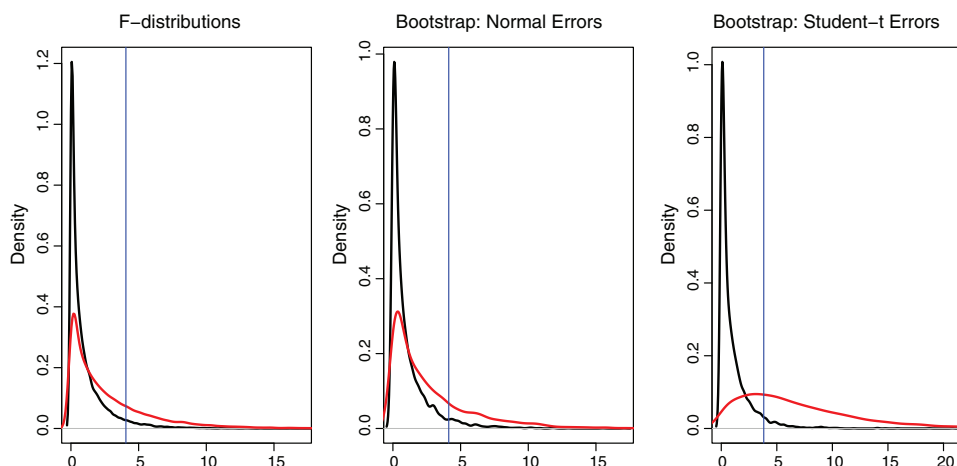 F−distributions
Bootstrap: Normal Errors
Bootstrap: Student−t Errors
Density
0.0 0.2 0.4 0.6 0.8 1.0 1.2
0 5 10 15
Density
0.0 0.2 0.4 0.6 0.8 1.0
0 5 10 15
Density
0.0 0.2 0.4 0.6 0.8 1.0
0 5 10 15 20